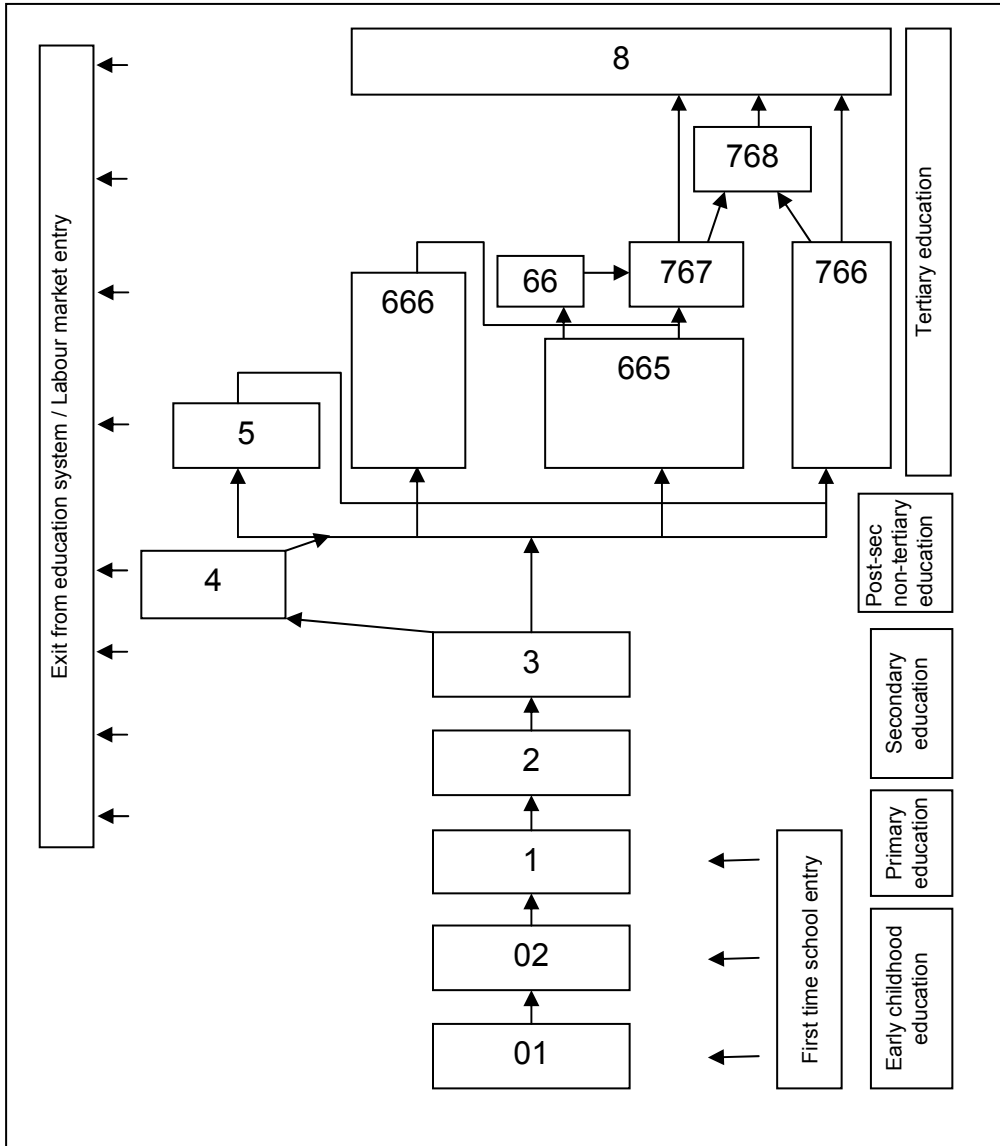 8
768
66
767
766
666
665
5
4
3
2
1
02
01
Exit from education system / Labour market entry
First time school entry
Tertiary education
Post-sec
non-tertiary
education
Secondary
education
Primary
education
Early childhood
education